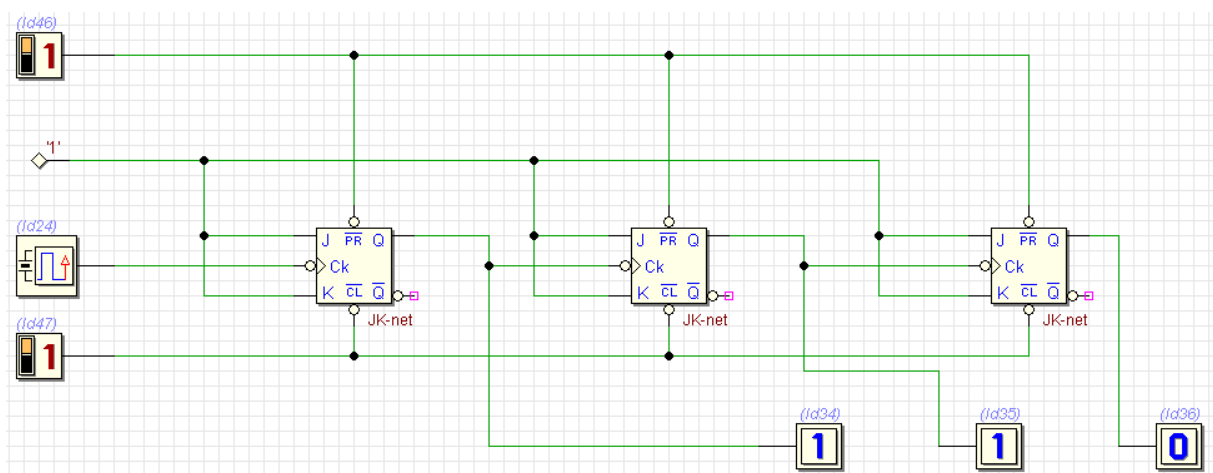 (Id46)
1
'1'
(Id24)
J PR Q
Ck
K CL Q
JK-net
J PR Q
Ck
K CL Q
JK-net
J PR Q
Ck
K CL Q
JK-net
(Id47)
1
(Id34)
1
(Id35)
1
(Id36)
0